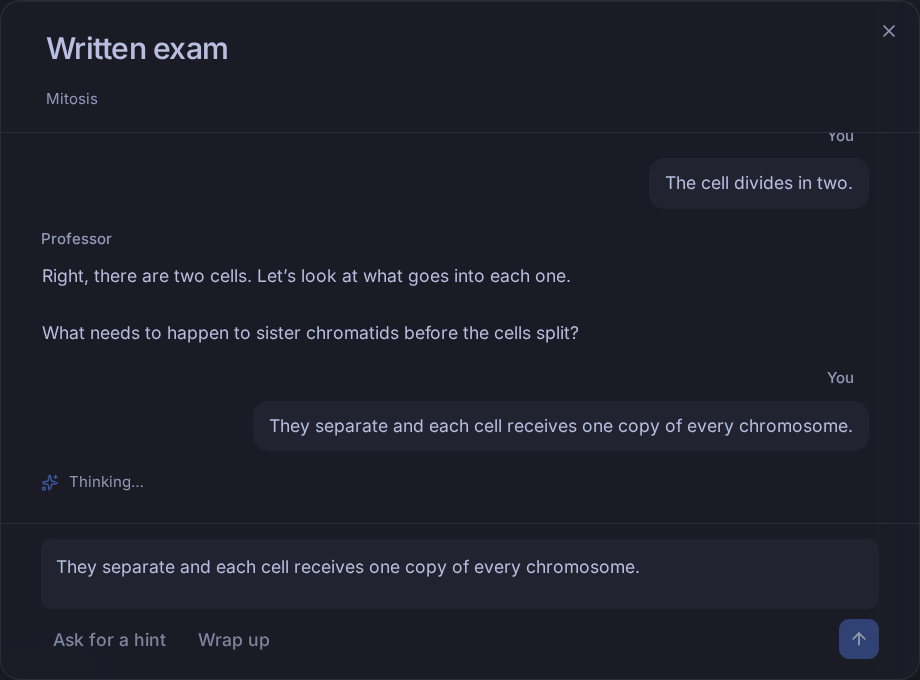 Written exam
Mitosis
You
The cell divides in two.
Professor
Right, there are two cells. Let’s look at what goes into each one.
What needs to happen to sister chromatids before the cells split?
You
They separate and each cell receives one copy of every chromosome.
Thinking...
They separate and each cell receives one copy of every chromosome.
Ask for a hint
Wrap up